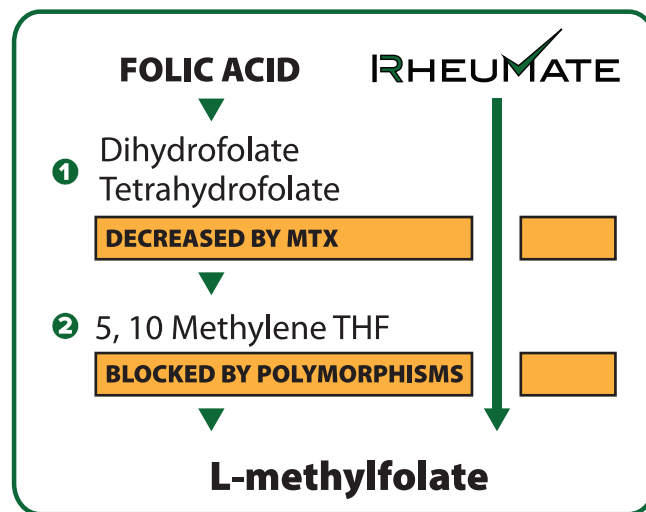 FOLIC ACID
RHEUMATE
1 Dihydrofolate
Tetrahydrofolate
DECREASED BY MTX
2 5, 10 Methylene THF
BLOCKED BY POLYMORPHISMS
L-methylfolate